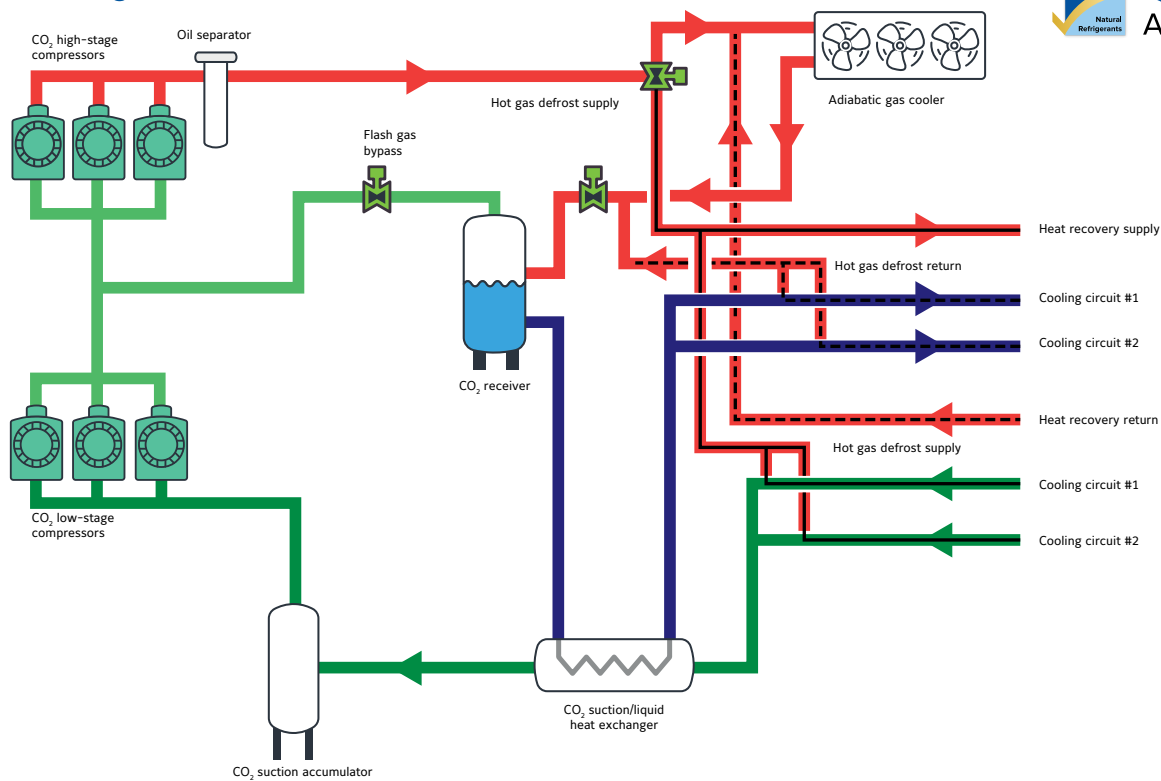 Natural
Refrigerants
A
CO₂ high-stage
compressors
Oil separator
Hot gas defrost supply
Adiabatic gas cooler
Flash gas
bypass
Heat recovery supply
Hot gas defrost return
Cooling circuit #1
Cooling circuit #2
CO₂ receiver
Heat recovery return
Hot gas defrost supply
Cooling circuit #1
CO₂ low-stage
compressors
Cooling circuit #2
CO₂ suction/liquid
heat exchanger
CO₂ suction accumulator